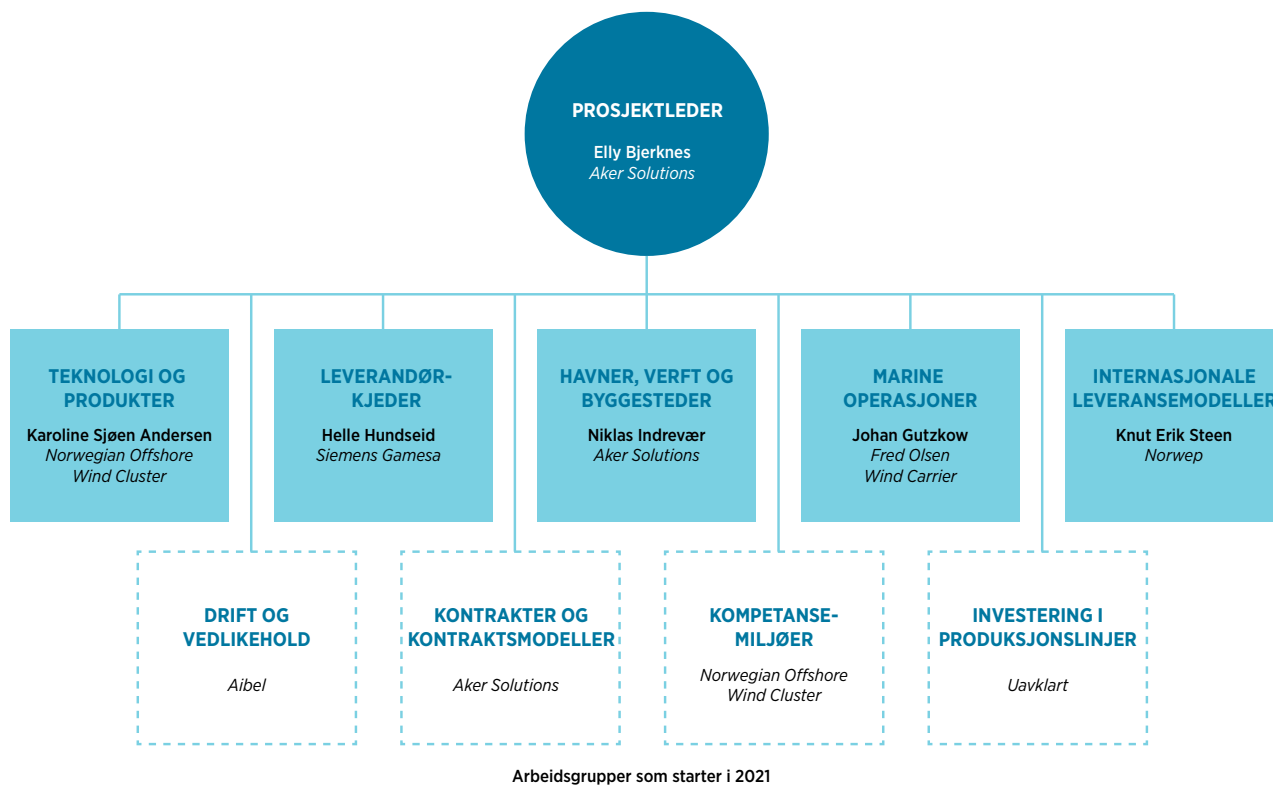 PROSJEKTLEDER
Elly Bjerknes
Aker Solutions
TEKNOLOGI OG
PRODUKTER
Karoline Sjøen Andersen
Norwegian Offshore
Wind Cluster
LEVERANDØR-
KJEDER
Helle Hundseid
Siemens Gamesa
HAVNER, VERFT OG
BYGGESTEDER
Niklas Indrevær
Aker Solutions
MARINE
OPERASJONER
Johan Gutzkow
Fred Olsen
Wind Carrier
INTERNASJONALE
LEVERANSEMODELLER
Knut Erik Steen
Norwep
DRIFT OG
VEDLIKEHOLD
Aibel
KONTRAKTER OG
KONTRAKTSMODELLER
Aker Solutions
KOMPETANSE-
MILJØER
Norwegian Offshore
Wind Cluster
INVESTERING I
PRODUKSJONSLINJER
Uavklart
Arbeidsgrupper som starter i 2021